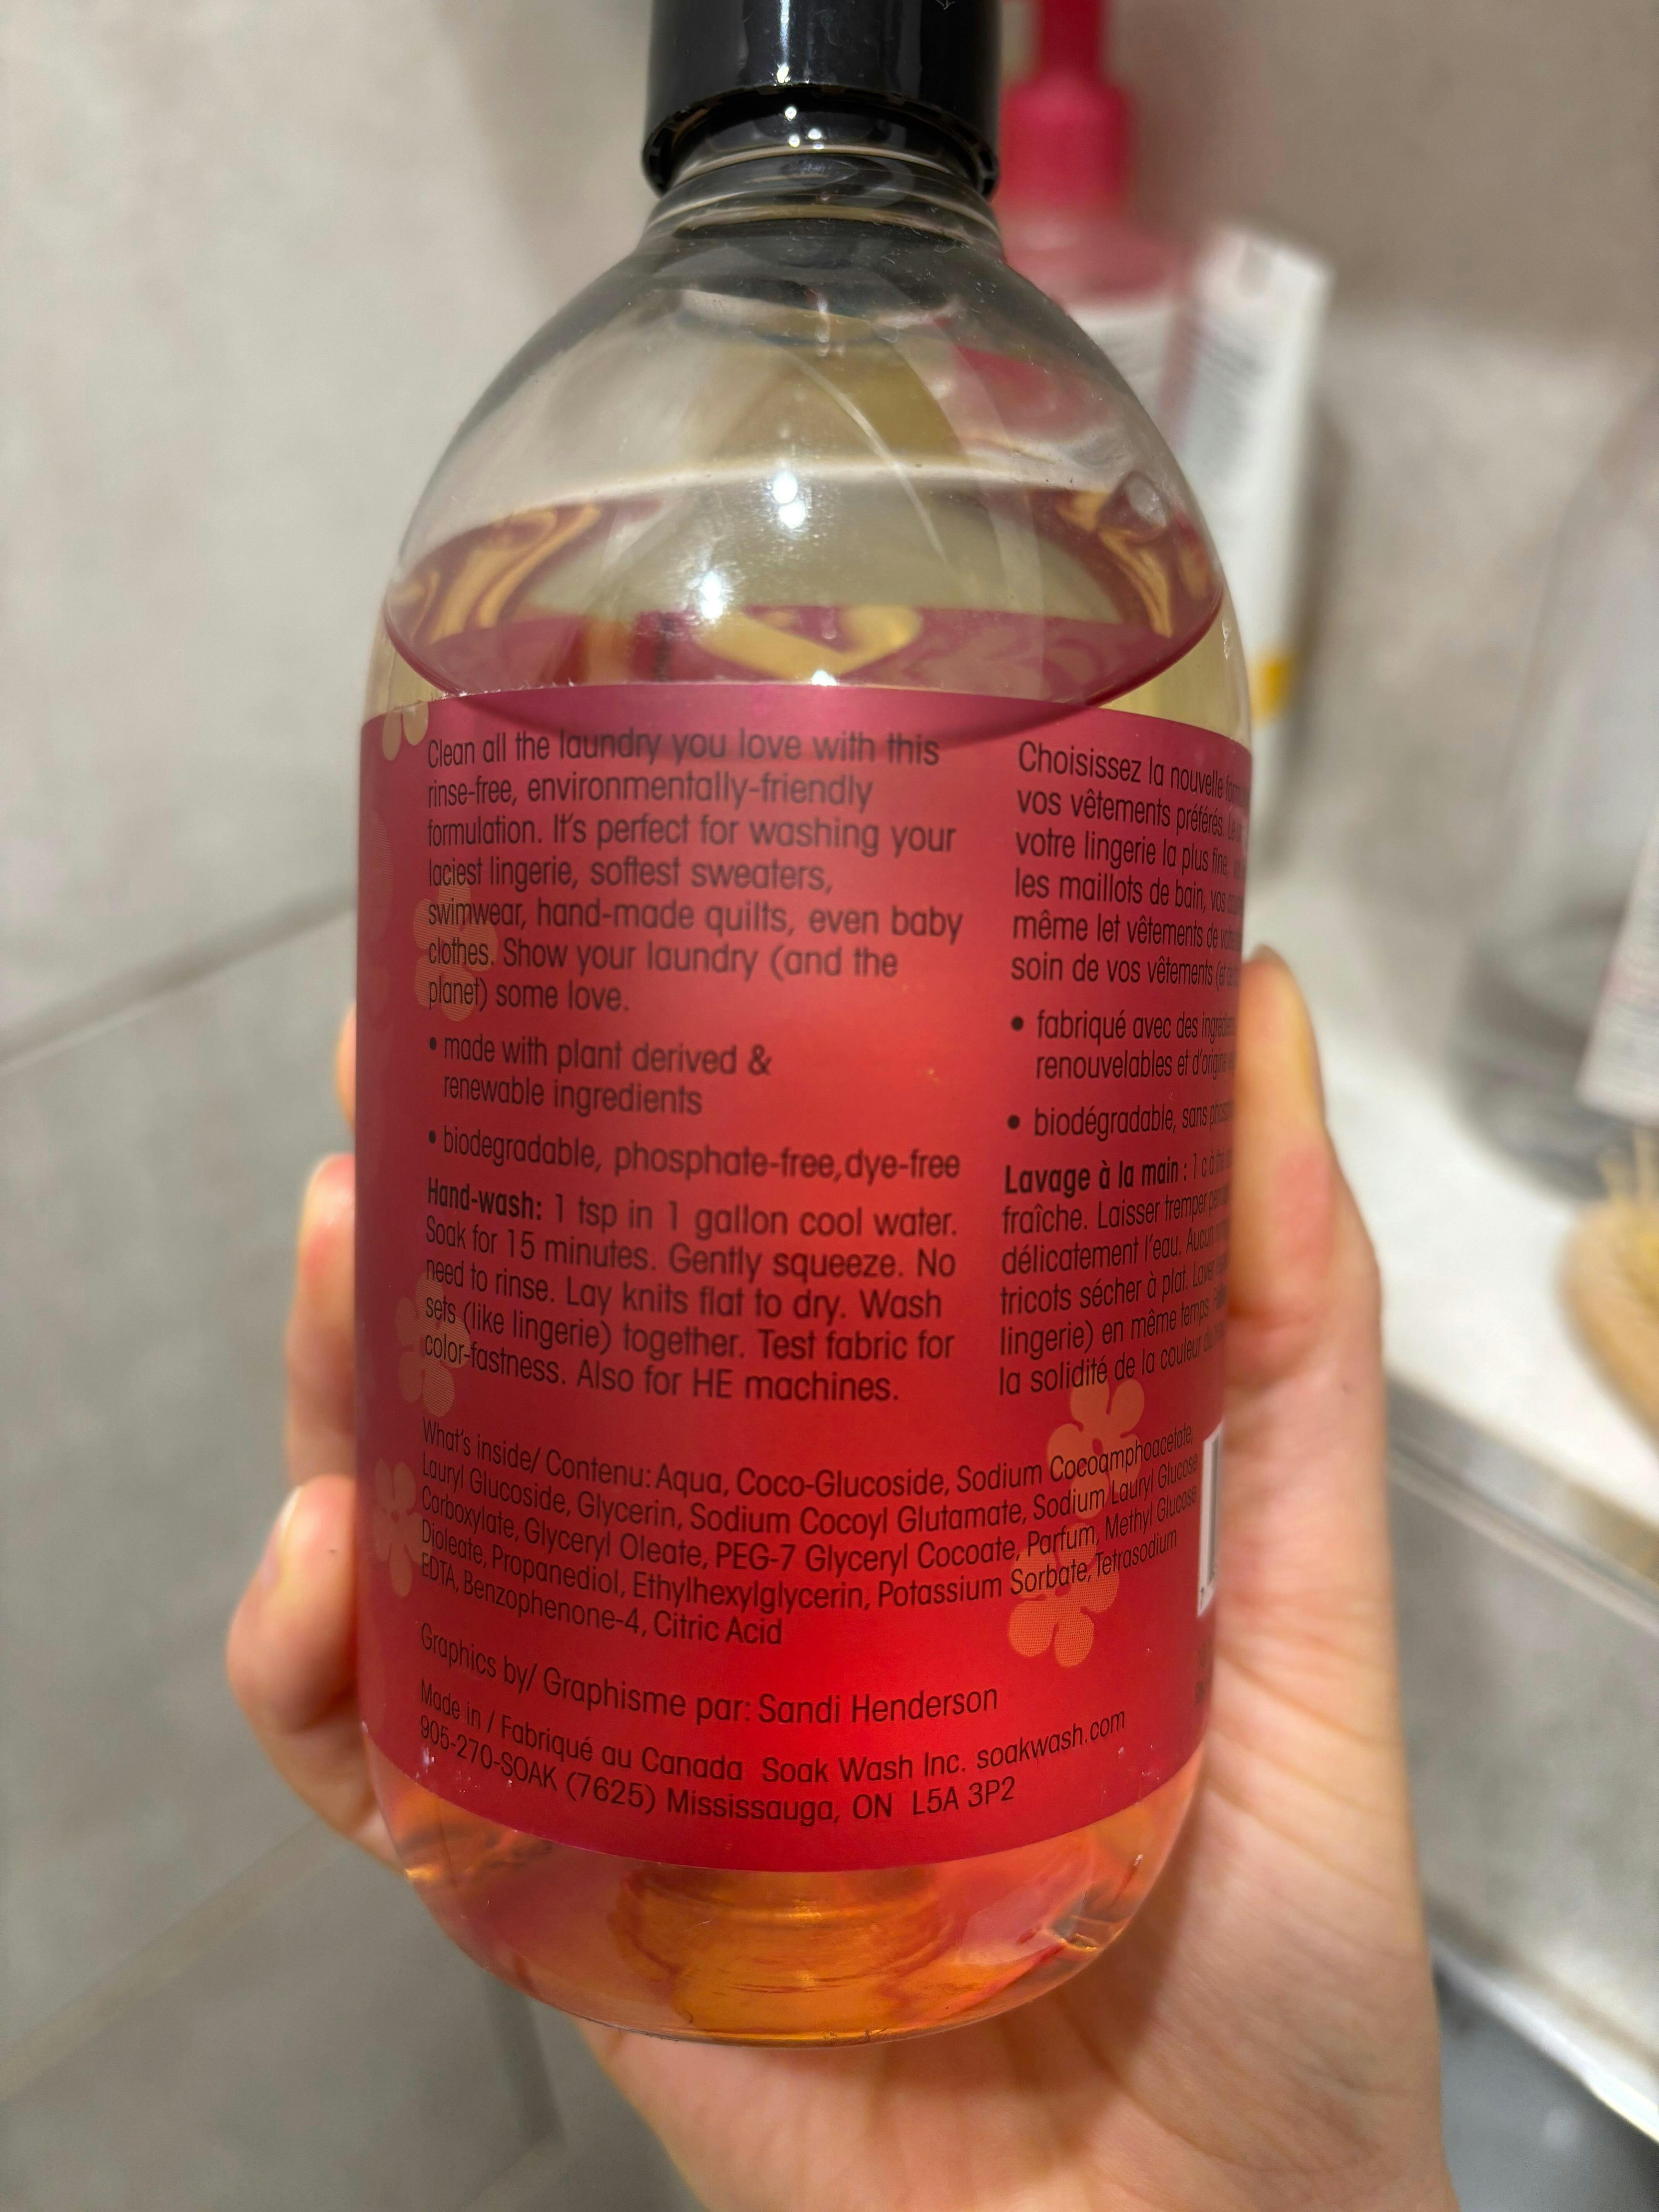 Clean all the laundry you love with this
rinse-free, environmentally-friendly
formulation. It's perfect for washing your
laciest lingerie, softest sweaters,
swimwear, hand-made quilts, even baby
clothes. Show your laundry (and the
planet) some love.
• made with plant derived &
renewable ingredients
• biodegradable, phosphate-free, dye-free
Hand-wash: 1 tsp in 1 gallon cool water.
Soak for 15 minutes. Gently squeeze. No
need to rinse. Lay knits flat to dry. Wash
sets (like lingerie) together. Test fabric for
color-fastness. Also for HE machines.
Choisissez la nouvelle
vos vêtements préférés.
votre lingerie la plus fine,
les maillots de bain, vos
même let vêtements de
soin de vos vêtements
• fabriqué avec des
renouvelables et d'origine
• biodégradable, sans
Lavage à la main : 1 c à
fraîche. Laisser tremper
délicatement l'eau. Aucun
tricots sécher à plat. Laver
lingerie) en même temps.
la solidité de la couleur
What's inside/ Contenu: Aqua, Coco-Glucoside, Sodium Cocoamphoacetate,
Lauryl Glucoside, Glycerin, Sodium Cocoyl Glutamate, Sodium Lauryl Glucose
Carboxylate, Glyceryl Oleate, PEG-7 Glyceryl Cocoate, Parfum, Methyl Glucose
Dioleate, Propanediol, Ethylhexylglycerin, Potassium Sorbate, Tetrasodium
EDTA, Benzophenone-4, Citric Acid
Graphics by/ Graphisme par: Sandi Henderson
Made in / Fabriqué au Canada Soak Wash Inc. soakwash.com
905-270-SOAK (7625) Mississauga, ON L5A 3P2